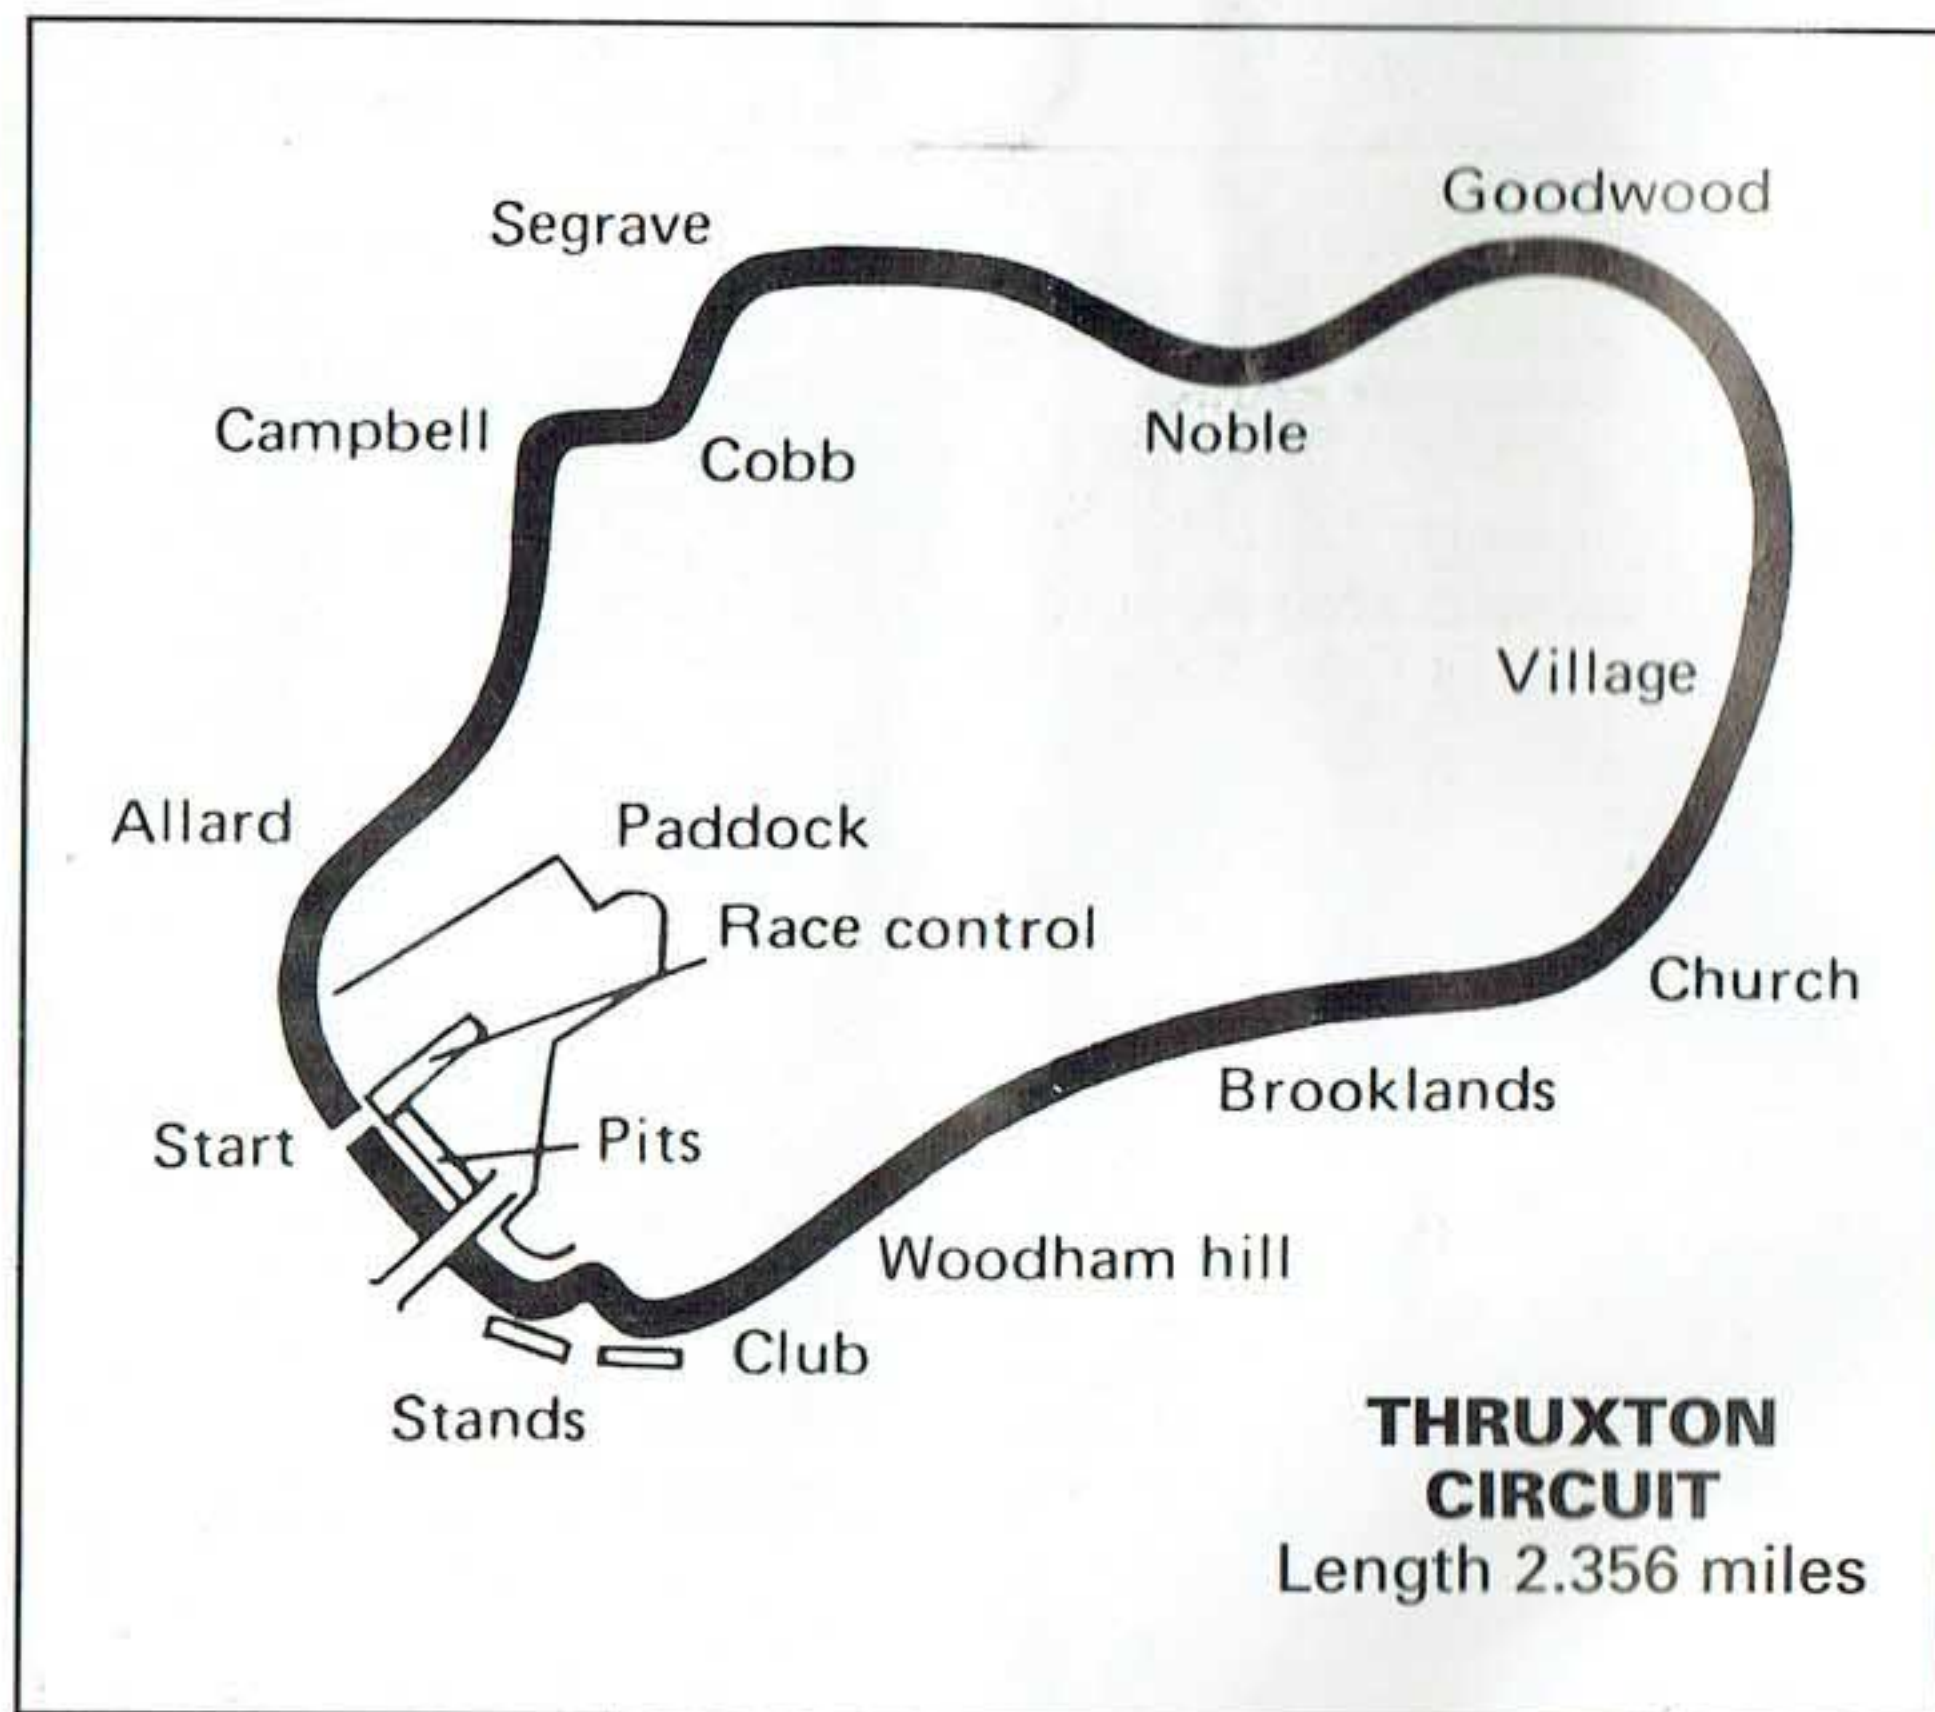 Goodwood
Segrave
Campbell
Cobb
Noble
Village
Allard
Paddock
Race control
Church
Brooklands
Start
Pits
Woodham hill
Club
Stands
THRUXTON
CIRCUIT
Length 2.356 miles